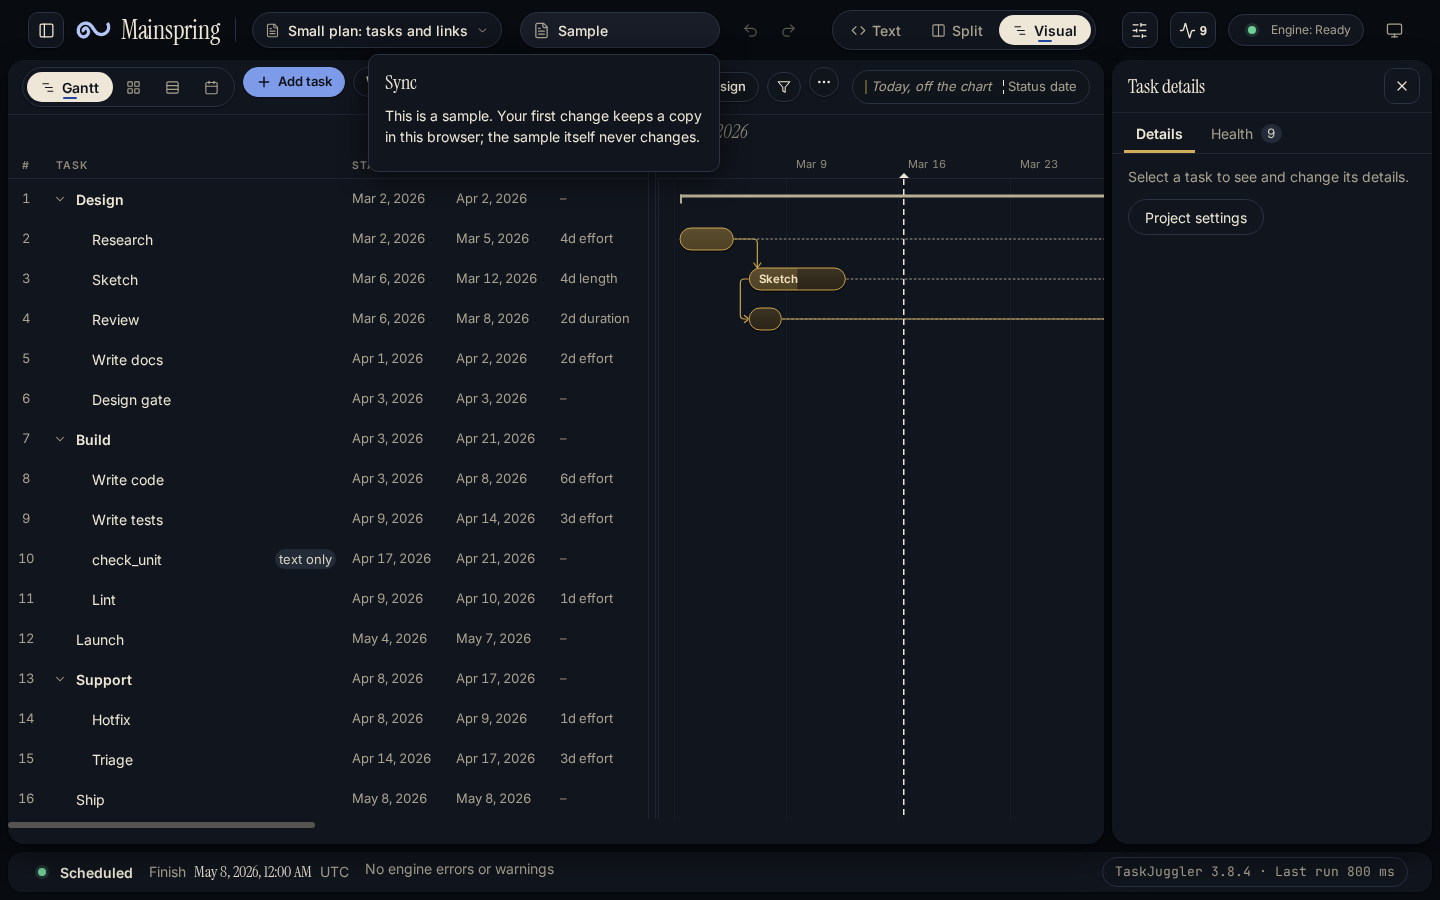 Mainspring
Small plan: tasks and links
Sample
Text
Split
Visual
9
Engine: Ready
Gantt
Add task
sign
Today, off the chart
Status date
Sync
This is a sample. Your first change keeps a copy
in this browser; the sample itself never changes.
2026
# TASK
Mar 9 Mar 16 Mar 23
1 Design Mar 2, 2026 Apr 2, 2026 –
2 Research Mar 2, 2026 Mar 5, 2026 4d effort
3 Sketch Mar 6, 2026 Mar 12, 2026 4d length
Sketch
4 Review Mar 6, 2026 Mar 8, 2026 2d duration
5 Write docs Apr 1, 2026 Apr 2, 2026 2d effort
6 Design gate Apr 3, 2026 Apr 3, 2026 –
7 Build Apr 3, 2026 Apr 21, 2026 –
8 Write code Apr 3, 2026 Apr 8, 2026 6d effort
9 Write tests Apr 9, 2026 Apr 14, 2026 3d effort
10 check_unit text only Apr 17, 2026 Apr 21, 2026 –
11 Lint Apr 9, 2026 Apr 10, 2026 1d effort
12 Launch May 4, 2026 May 7, 2026 –
13 Support Apr 8, 2026 Apr 17, 2026 –
14 Hotfix Apr 8, 2026 Apr 9, 2026 1d effort
15 Triage Apr 14, 2026 Apr 17, 2026 3d effort
16 Ship May 8, 2026 May 8, 2026 –
Task details
Details
Health 9
Select a task to see and change its details.
Project settings
Scheduled
Finish May 8, 2026, 12:00 AM UTC
No engine errors or warnings
TaskJuggler 3.8.4 · Last run 800 ms